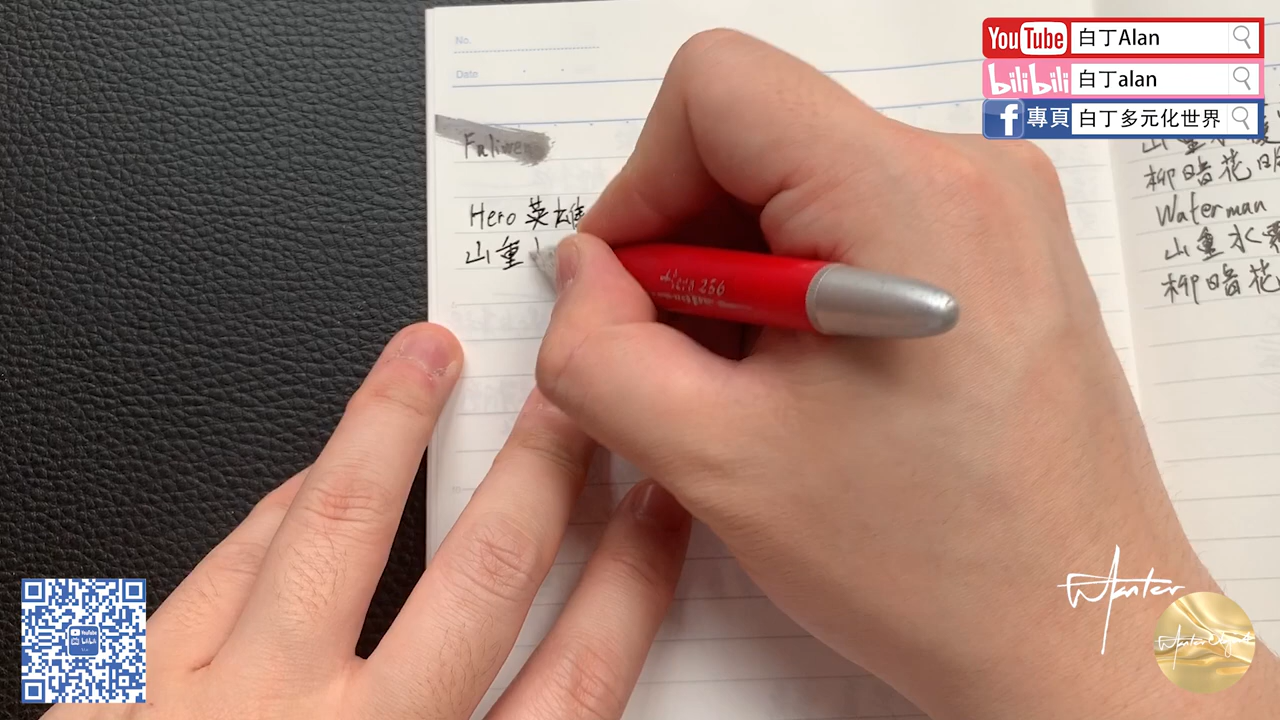 No.
Date
Hero 英雄
山重
Hero 256
柳暗花明
Waterman
山重水
柳暗花
YouTube 白丁Alan
bilibili 白丁alan
f 專頁 白丁多元化世界
Wanter